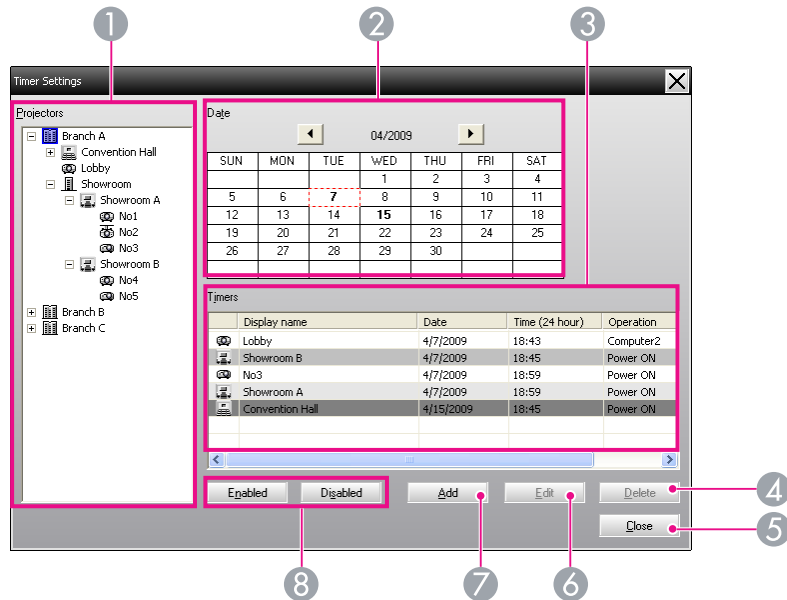 1 2 3
Timer Settings
Projectors
Branch A
Convention Hall
Lobby
Showroom
Showroom A
No1
No2
No3
Showroom B
No4
No5
Branch B
Branch C
Date
04/2009
SUN MON TUE WED THU FRI SAT
1 2 3 4
5 6 7 8 9 10 11
12 13 14 15 16 17 18
19 20 21 22 23 24 25
26 27 28 29 30
Timers
Display name Date Time (24 hour) Operation
Lobby 4/7/2009 18:43 Computer2
Showroom B 4/7/2009 18:45 Power ON
No3 4/7/2009 18:59 Power ON
Showroom A 4/7/2009 18:59 Power ON
Convention Hall 4/15/2009 18:45 Power ON
Enabled Disabled Add Edit Delete 4
Close 5
8 7 6